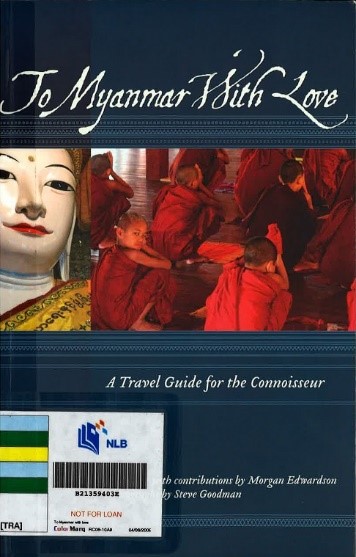 To Myanmar With Love
A Travel Guide for the Connoisseur
NLB
B21359403E
NOT FOR LOAN
[TRA]
contributions by Morgan Edwardson
by Steve Goodman